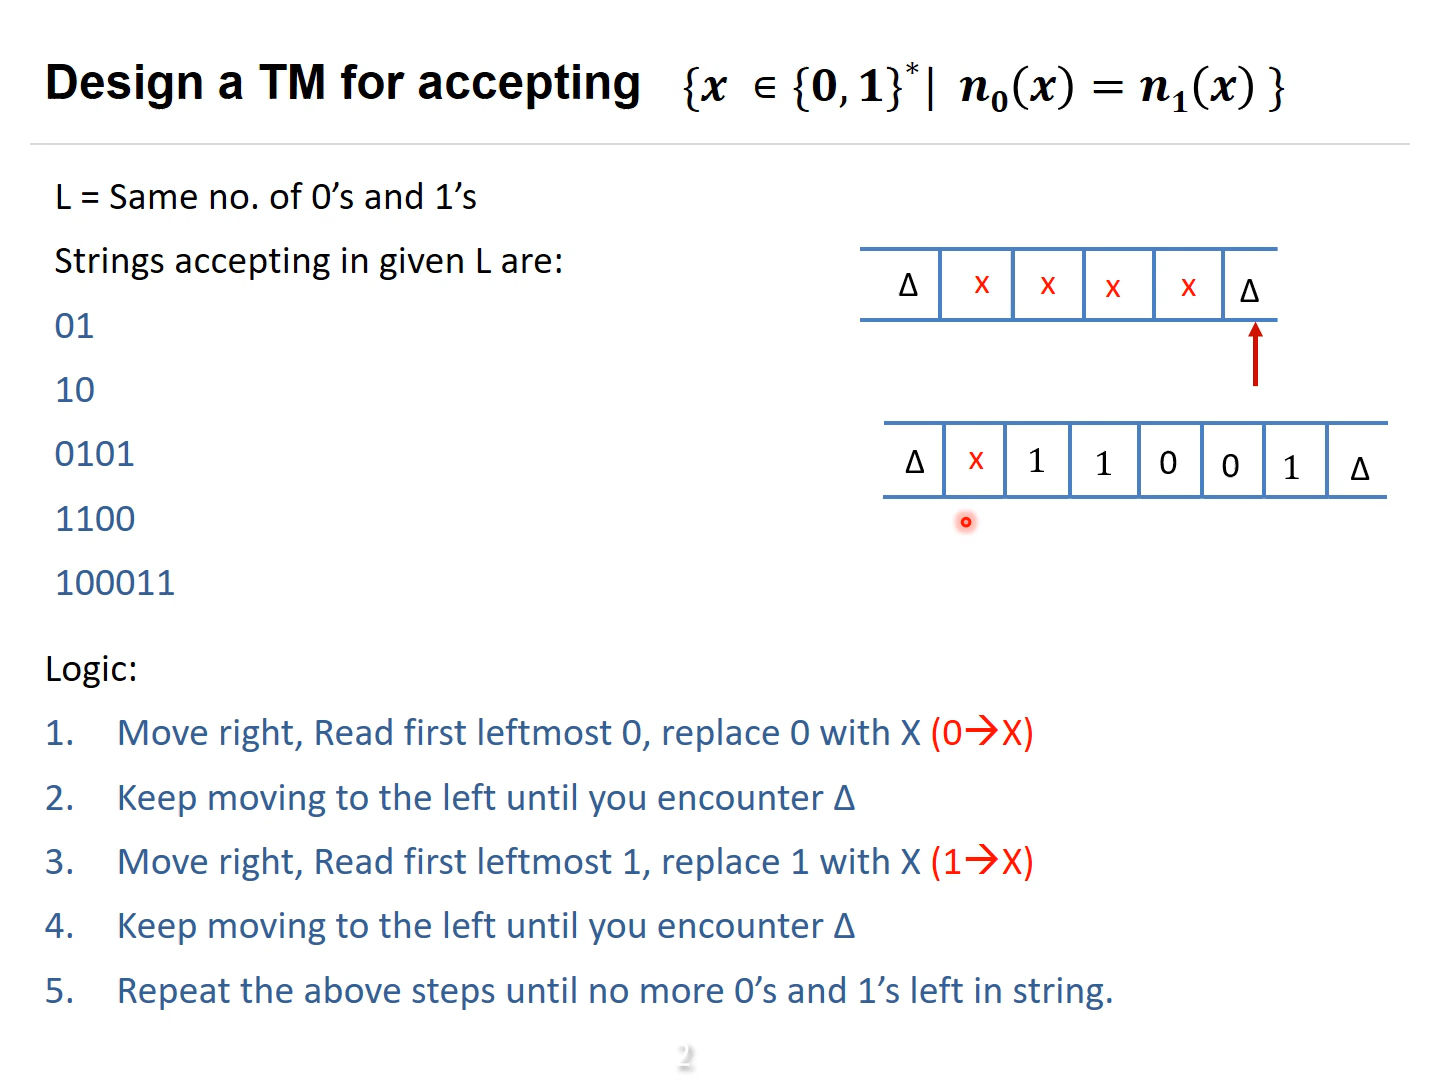 Design a TM for accepting {x ∈ {0, 1}*| n₀(x) = n₁(x) }
L = Same no. of 0’s and 1’s
Strings accepting in given L are:
01
10
0101
1100
100011
Δ x x x x Δ
Δ x 1 1 0 0 1 Δ
Logic:
1. Move right, Read first leftmost 0, replace 0 with X (0→X)
2. Keep moving to the left until you encounter Δ
3. Move right, Read first leftmost 1, replace 1 with X (1→X)
4. Keep moving to the left until you encounter Δ
5. Repeat the above steps until no more 0’s and 1’s left in string.
2